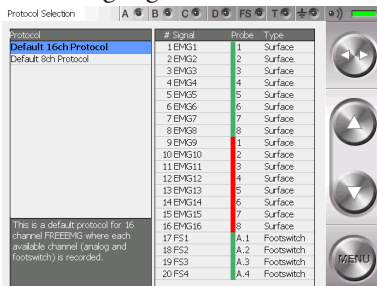 Protocol Selection A B C D FS T
Protocol # Signal Probe Type
Default 16ch Protocol
Default 8ch Protocol
1 EMG1 1 Surface
2 EMG2 2 Surface
3 EMG3 3 Surface
4 EMG4 4 Surface
5 EMG5 5 Surface
6 EMG6 6 Surface
7 EMG7 7 Surface
8 EMG8 8 Surface
9 EMG9 1 Surface
10 EMG10 2 Surface
11 EMG11 3 Surface
12 EMG12 4 Surface
13 EMG13 5 Surface
14 EMG14 6 Surface
15 EMG15 7 Surface
16 EMG16 8 Surface
17 FS1 A.1 Footswitch
18 FS2 A.2 Footswitch
19 FS3 A.3 Footswitch
20 FS4 A.4 Footswitch
This is a default protocol for 16
channel FREEEMG where each
available channel (analog and
footswitch) is recorded.
MENU